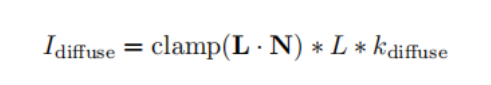 I_diffuse = clamp(L · N) ∗ L ∗ k_diffuse